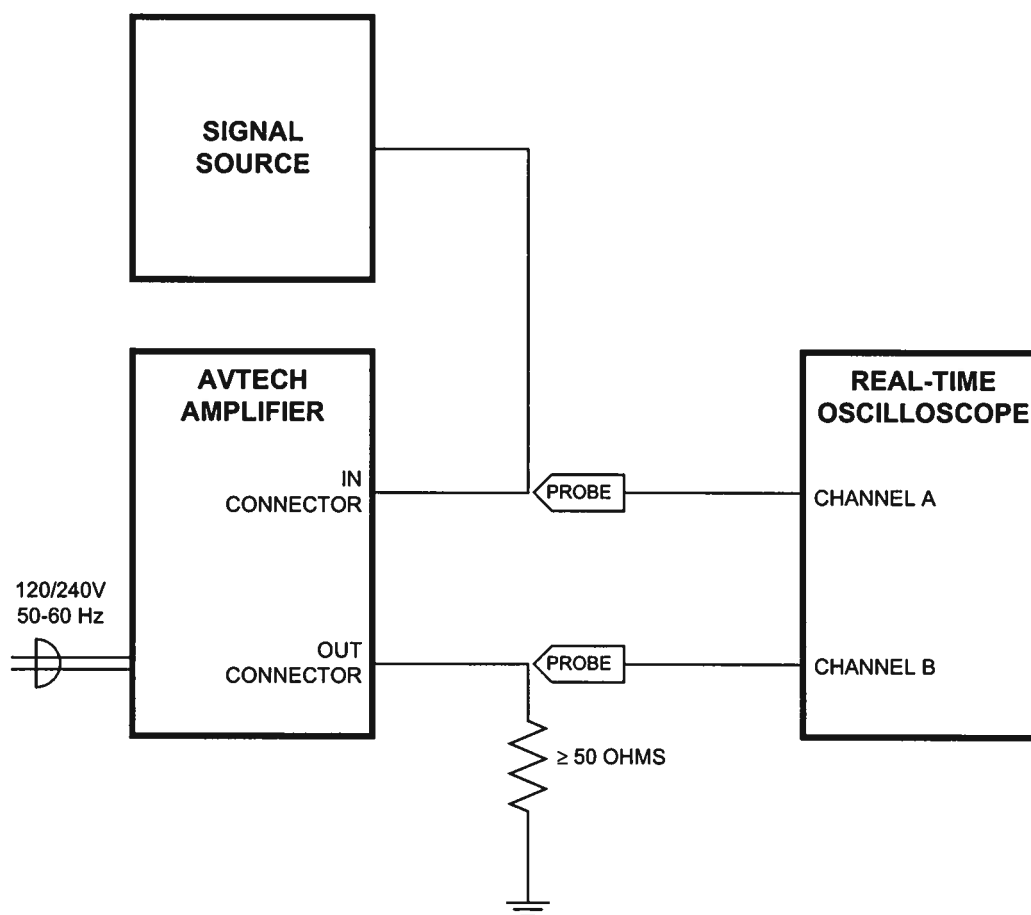 SIGNAL
SOURCE
AVTECH
AMPLIFIER
IN
CONNECTOR
OUT
CONNECTOR
120/240V
50-60 Hz
PROBE
PROBE
≥ 50 OHMS
REAL-TIME
OSCILLOSCOPE
CHANNEL A
CHANNEL B